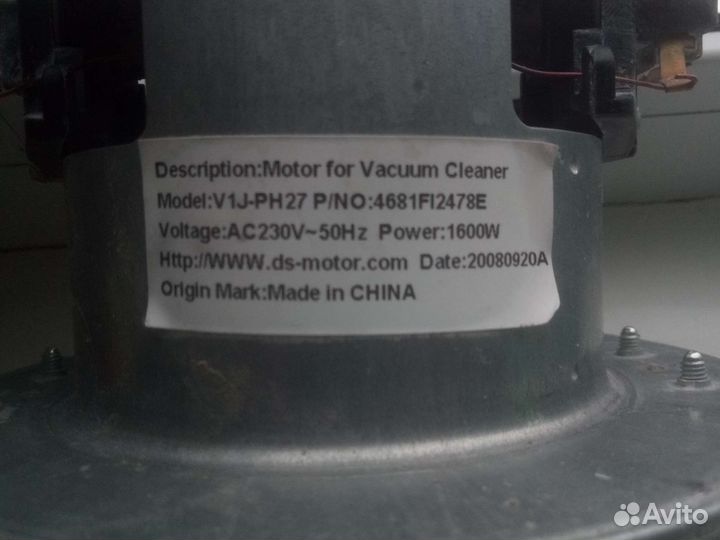 Description:Motor for Vacuum Cleaner
Model:V1J-PH27 P/NO:4681FI2478E
Voltage:AC230V~50Hz Power:1600W
Http://WWW.ds-motor.com Date:20080920A
Origin Mark:Made in CHINA
Avito